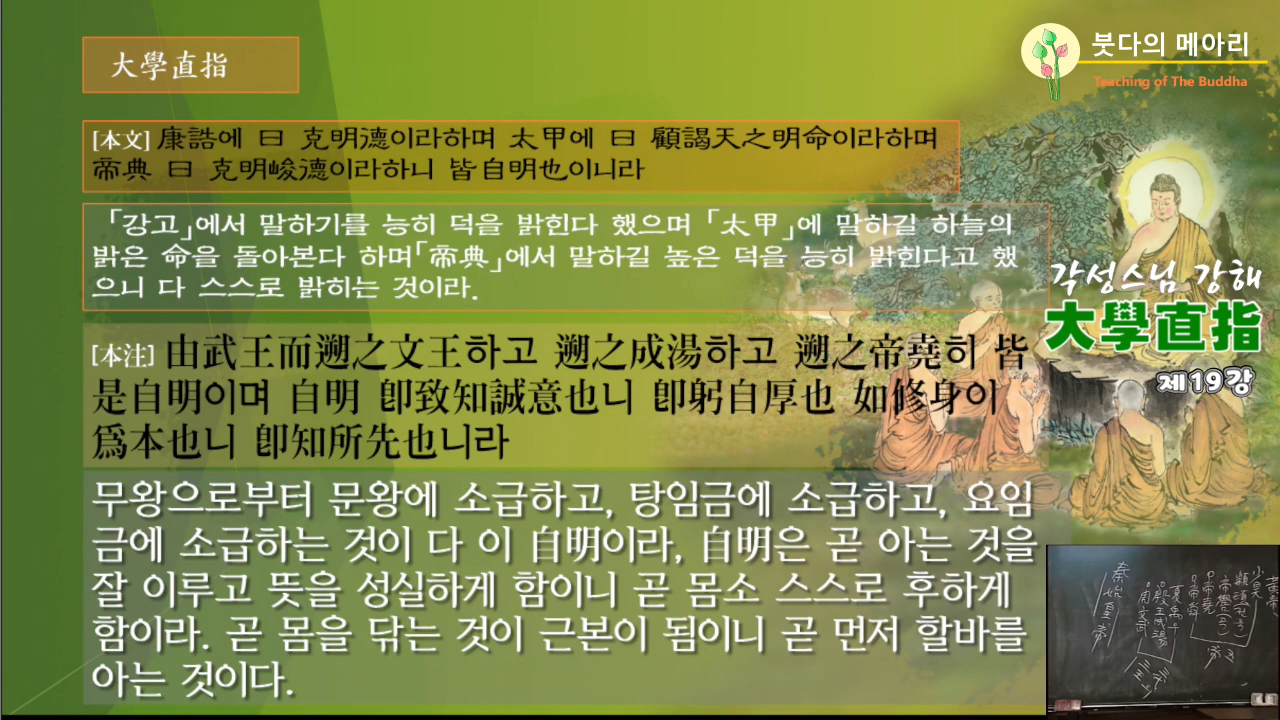 大學直指
붓다의 메아리
Teaching of The Buddha
[本文] 康誥에 曰 克明德이라하며 太甲에 曰 顧諟天之明命이라하며
帝典 曰 克明峻德이라하니 皆自明也이니라
「강고」에서 말하기를 능히 덕을 밝힌다 했으며 「太甲」에 말하길 하늘의
밝은 命을 돌아본다 하며「帝典」에서 말하길 높은 덕을 능히 밝힌다고 했
으니 다 스스로 밝히는 것이라.
[本注] 由武王而遡之文王하고 遡之成湯하고 遡之帝堯히 皆
是自明이며 自明 卽致知誠意也니 卽躬自厚也 如修身이
爲本也니 卽知所先也니라
무왕으로부터 문왕에 소급하고, 탕임금에 소급하고, 요임
금에 소급하는 것이 다 이 自明이라, 自明은 곧 아는 것을
잘 이루고 뜻을 성실하게 함이니 곧 몸소 스스로 후하게
함이라. 곧 몸을 닦는 것이 근본이 됨이니 곧 먼저 할바를
아는 것이다.
각성스님 강해
大學直指
제19강
秦始皇帝